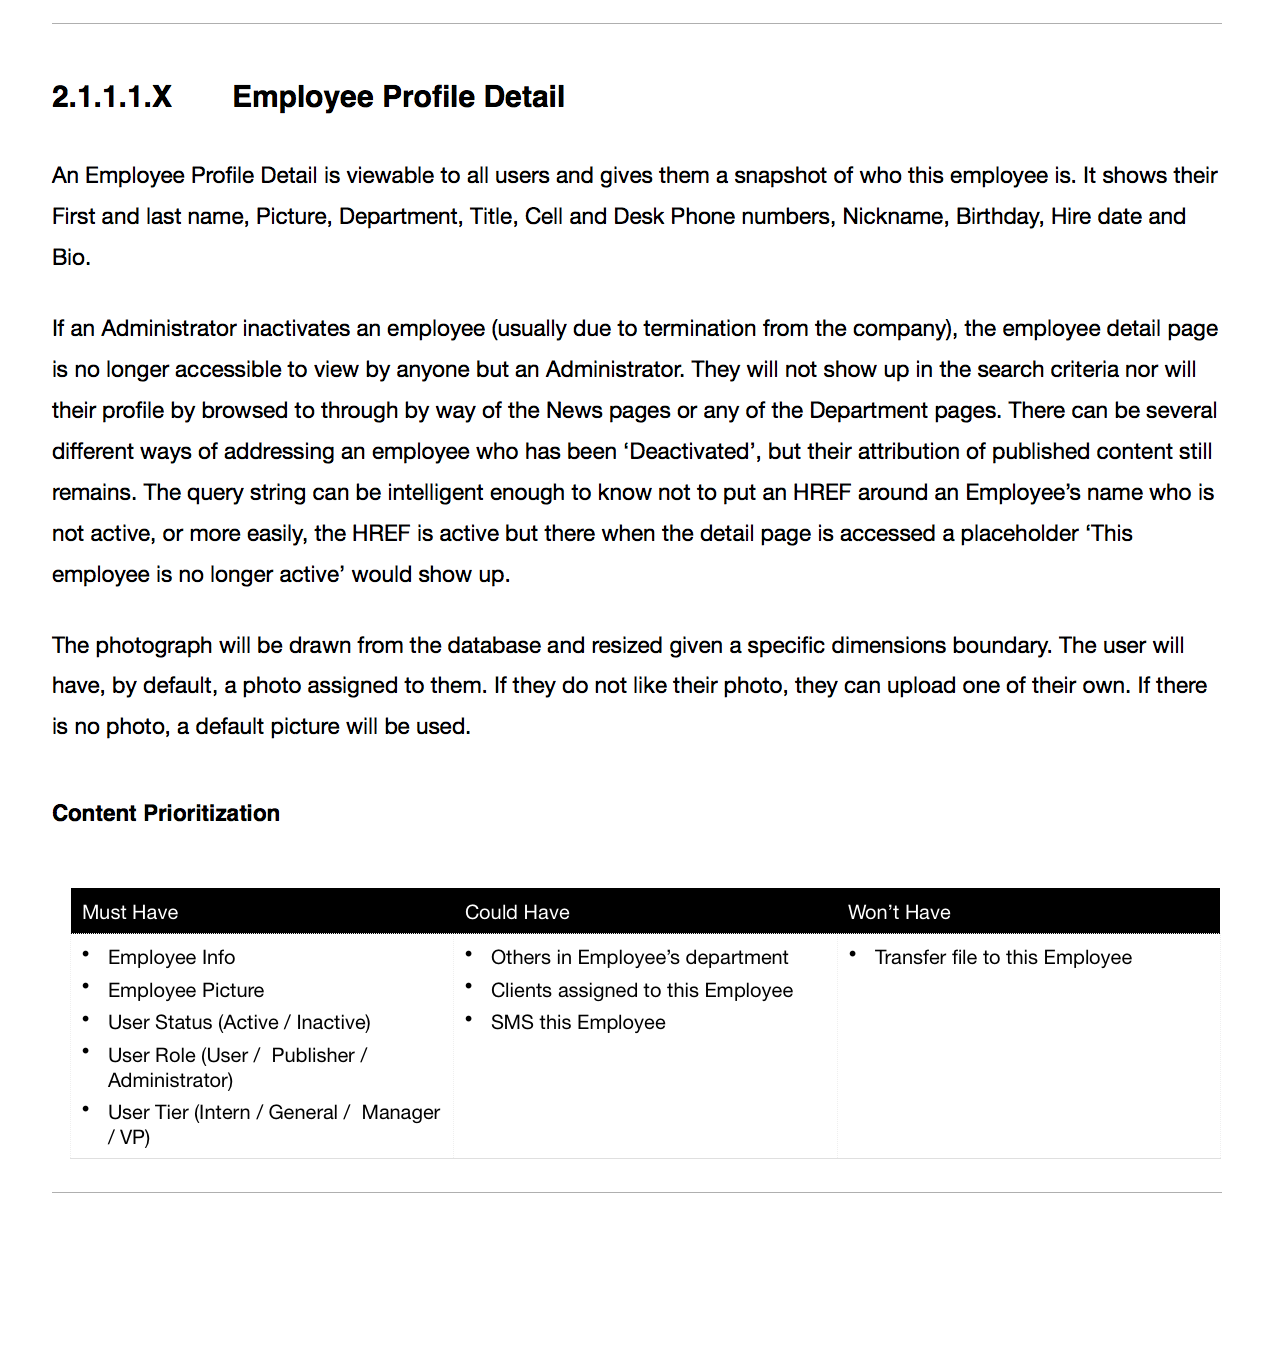 2.1.1.1.X Employee Profile Detail
An Employee Profile Detail is viewable to all users and gives them a snapshot of who this employee is. It shows their
First and last name, Picture, Department, Title, Cell and Desk Phone numbers, Nickname, Birthday, Hire date and
Bio.
If an Administrator inactivates an employee (usually due to termination from the company), the employee detail page
is no longer accessible to view by anyone but an Administrator. They will not show up in the search criteria nor will
their profile by browsed to through by way of the News pages or any of the Department pages. There can be several
different ways of addressing an employee who has been ‘Deactivated’, but their attribution of published content still
remains. The query string can be intelligent enough to know not to put an HREF around an Employee’s name who is
not active, or more easily, the HREF is active but there when the detail page is accessed a placeholder ‘This
employee is no longer active’ would show up.
The photograph will be drawn from the database and resized given a specific dimensions boundary. The user will
have, by default, a photo assigned to them. If they do not like their photo, they can upload one of their own. If there
is no photo, a default picture will be used.
Content Prioritization
Must Have
• Employee Info
• Employee Picture
• User Status (Active / Inactive)
• User Role (User / Publisher /
Administrator)
• User Tier (Intern / General / Manager
/ VP)
Could Have
• Others in Employee’s department
• Clients assigned to this Employee
• SMS this Employee
Won’t Have
• Transfer file to this Employee